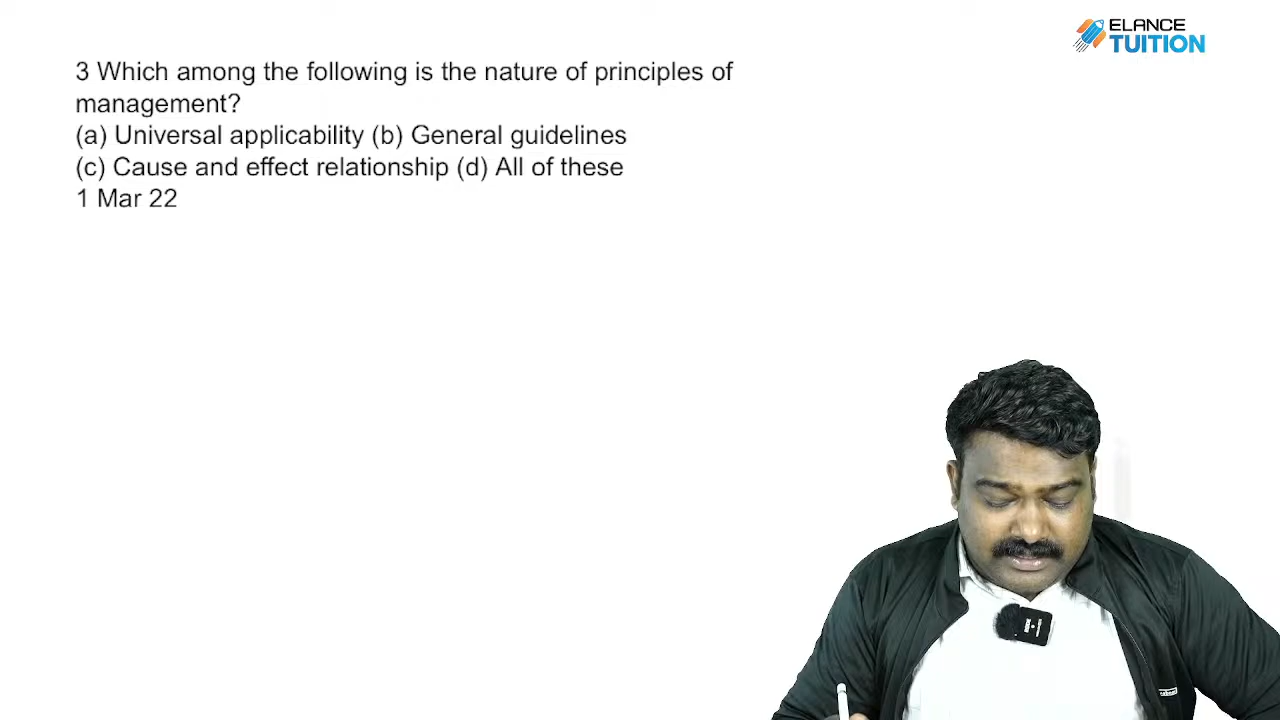 ELANCE
TUITION
3 Which among the following is the nature of principles of
management?
(a) Universal applicability (b) General guidelines
(c) Cause and effect relationship (d) All of these
1 Mar 22